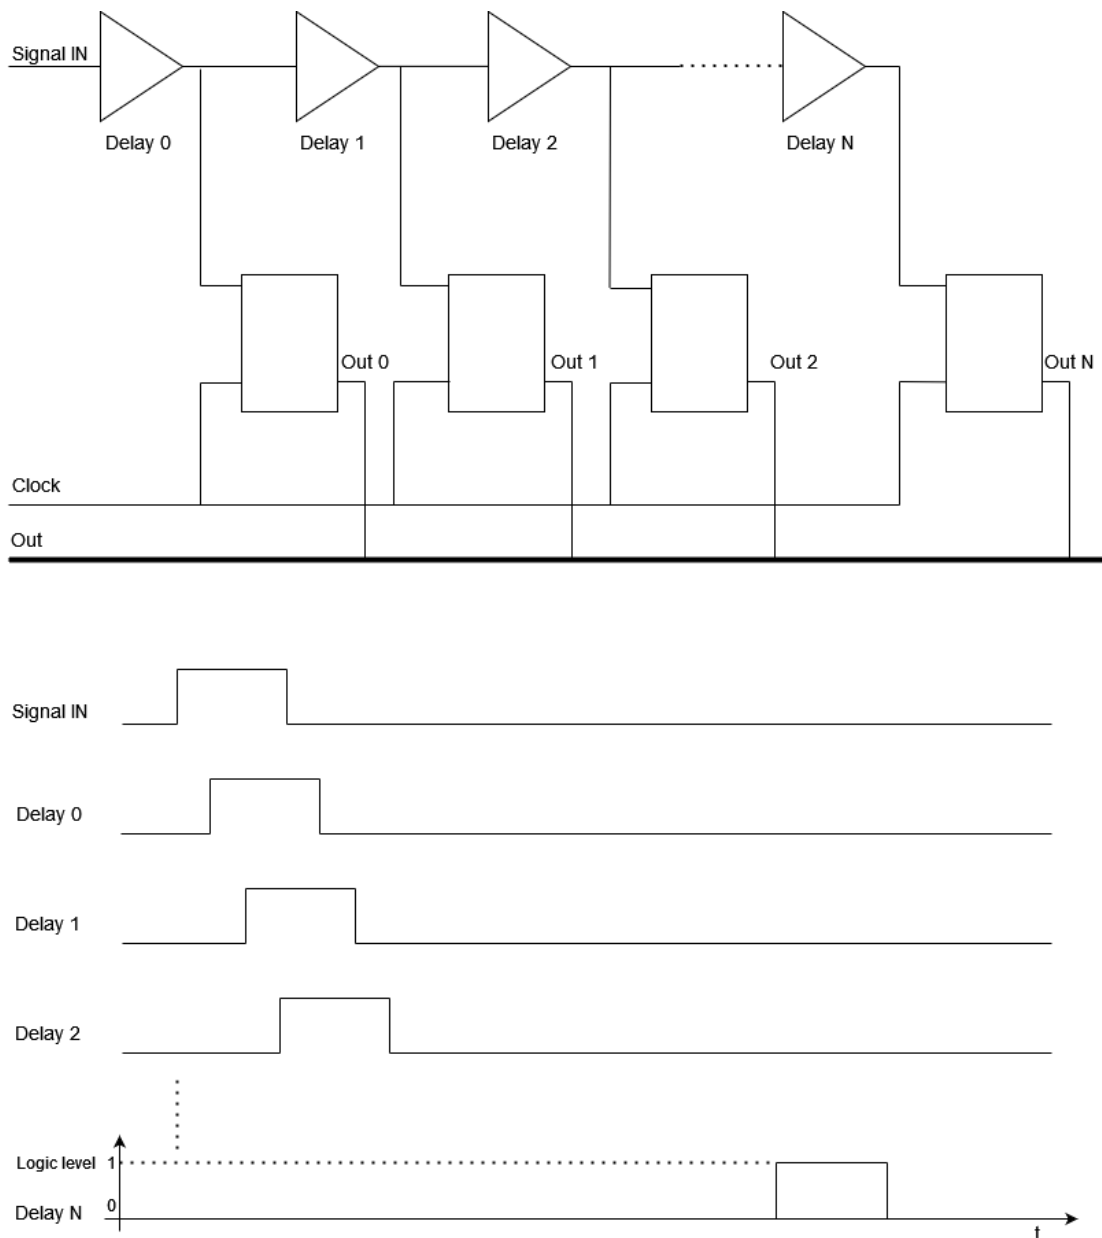 Signal IN
Delay 0
Delay 1
Delay 2
Delay N
Out 0
Out 1
Out 2
Out N
Clock
Out
Signal IN
Delay 0
Delay 1
Delay 2
Logic level 1
0
Delay N
t